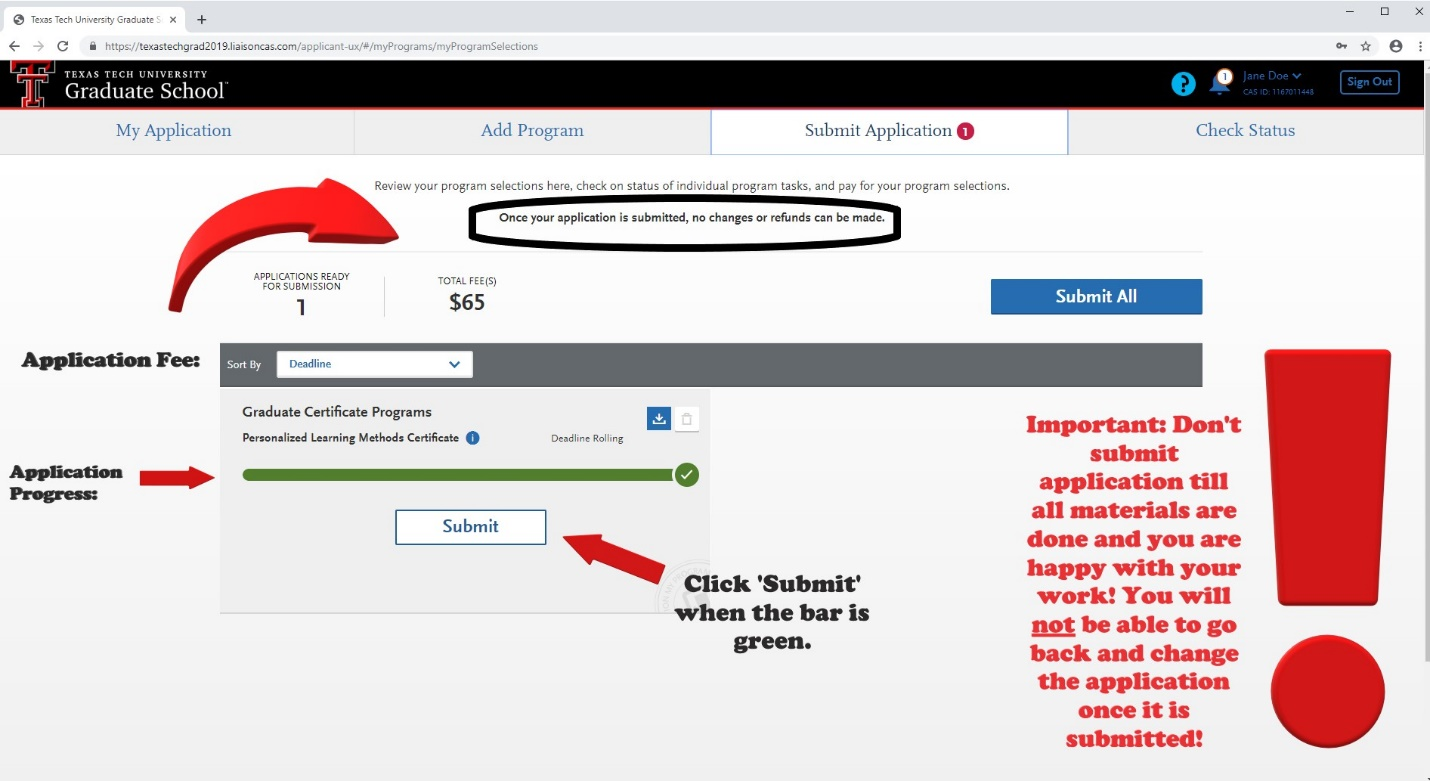 Texas Tech University Graduate S
https://texastechgrad2019.liaisoncas.com/applicant-ux/#/myPrograms/myProgramSelections
TEXAS TECH UNIVERSITY
Graduate School
1
Jane Doe
CAS ID: 1167011448
Sign Out
My Application
Add Program
Submit Application 1
Check Status
Review your program selections here, check on status of individual program tasks, and pay for your program selections.
Once your application is submitted, no changes or refunds can be made.
APPLICATIONS READY
FOR SUBMISSION
1
TOTAL FEE(S)
$65
Submit All
Application Fee:
Sort By
Deadline
Graduate Certificate Programs
Personalized Learning Methods Certificate
Deadline Rolling
Application
Progress:
Submit
Click 'Submit'
when the bar is
green.
Important: Don't
submit
application till
all materials are
done and you are
happy with your
work! You will
not be able to go
back and change
the application
once it is
submitted!